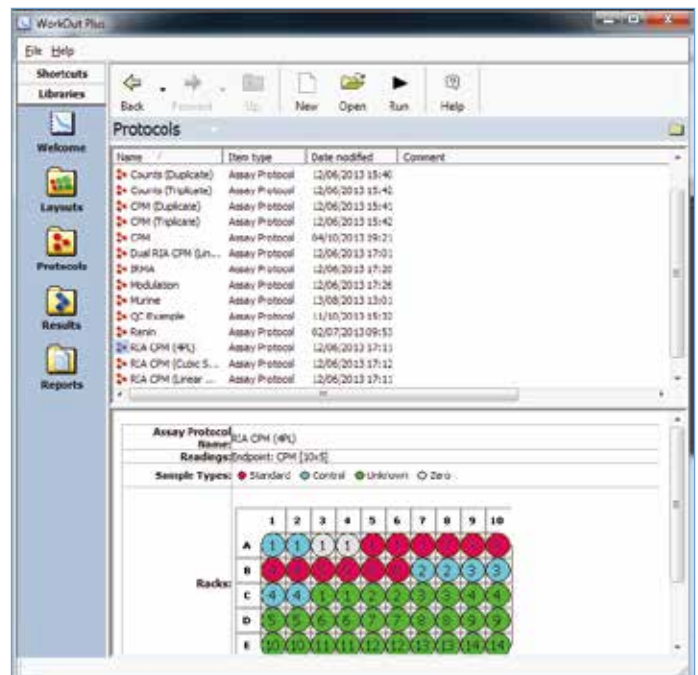 WorkOut Plus
File Help
Shortcuts
Libraries
Welcome
Layouts
Protocols
Results
Reports
Back Forward Up New Open Run Help
Protocols
Name / Item type Date modified Comment
Counts (Duplicate) Assay Protocol 12/06/2013 15:40
Counts (Triplicate) Assay Protocol 12/06/2013 15:42
CPM (Duplicate) Assay Protocol 12/06/2013 15:41
CPM (Triplicate) Assay Protocol 12/06/2013 15:42
CPM Assay Protocol 04/10/2013 19:21
Dual RIA CPM (Lin... Assay Protocol 12/06/2013 17:01
IRMA Assay Protocol 12/06/2013 17:20
Modulation Assay Protocol 12/06/2013 17:26
Murine Assay Protocol 13/08/2013 13:01
QC Example Assay Protocol 11/10/2013 15:32
Renin Assay Protocol 02/07/2013 09:53
RIA CPM (4PL) Assay Protocol 12/06/2013 17:11
RIA CPM (Cubic S... Assay Protocol 12/06/2013 17:12
RIA CPM (Linear ... Assay Protocol 12/06/2013 17:11
Assay Protocol Name: RIA CPM (4PL)
Readings: Endpoint: CPM [10x5]
Sample Types: Standard Control Unknown Zero
Racks:
1 2 3 4 5 6 7 8 9 10
A 1 1 1 1
B 2 2 3 3
C 4 4 1 1 2 2 3 3 4 4
D 5 5 6 6 7 7 8 8 9 9
E 10 10 11 11 12 12 13 13 14 14